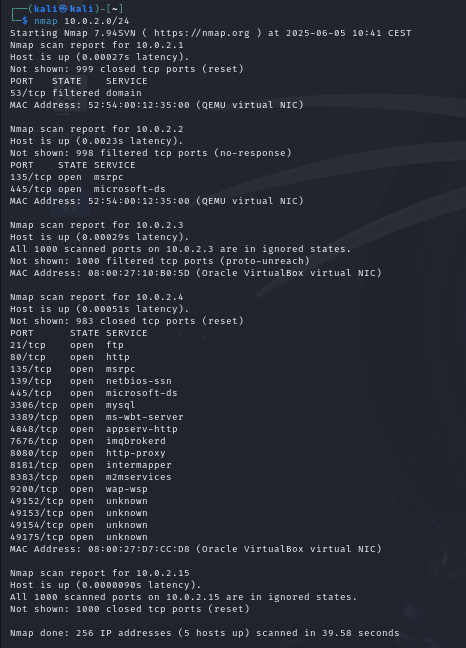 ┌──(kali㉿kali)-[~]
└─$ nmap 10.0.2.0/24
Starting Nmap 7.94SVN ( https://nmap.org ) at 2025-06-05 10:41 CEST
Nmap scan report for 10.0.2.1
Host is up (0.00027s latency).
Not shown: 999 closed tcp ports (reset)
PORT   STATE    SERVICE
53/tcp filtered domain
MAC Address: 52:54:00:12:35:00 (QEMU virtual NIC)

Nmap scan report for 10.0.2.2
Host is up (0.0023s latency).
Not shown: 998 filtered tcp ports (no-response)
PORT    STATE SERVICE
135/tcp open  msrpc
445/tcp open  microsoft-ds
MAC Address: 52:54:00:12:35:00 (QEMU virtual NIC)

Nmap scan report for 10.0.2.3
Host is up (0.00029s latency).
All 1000 scanned ports on 10.0.2.3 are in ignored states.
Not shown: 1000 filtered tcp ports (proto-unreach)
MAC Address: 08:00:27:10:B0:5D (Oracle VirtualBox virtual NIC)

Nmap scan report for 10.0.2.4
Host is up (0.00051s latency).
Not shown: 983 closed tcp ports (reset)
PORT      STATE SERVICE
21/tcp    open  ftp
80/tcp    open  http
135/tcp   open  msrpc
139/tcp   open  netbios-ssn
445/tcp   open  microsoft-ds
3306/tcp  open  mysql
3389/tcp  open  ms-wbt-server
4848/tcp  open  appserv-http
7676/tcp  open  imqbrokerd
8080/tcp  open  http-proxy
8181/tcp  open  intermapper
8383/tcp  open  m2mservices
9200/tcp  open  wap-wsp
49152/tcp open  unknown
49153/tcp open  unknown
49154/tcp open  unknown
49175/tcp open  unknown
MAC Address: 08:00:27:D7:CC:D8 (Oracle VirtualBox virtual NIC)

Nmap scan report for 10.0.2.15
Host is up (0.0000090s latency).
All 1000 scanned ports on 10.0.2.15 are in ignored states.
Not shown: 1000 closed tcp ports (reset)

Nmap done: 256 IP addresses (5 hosts up) scanned in 39.58 seconds